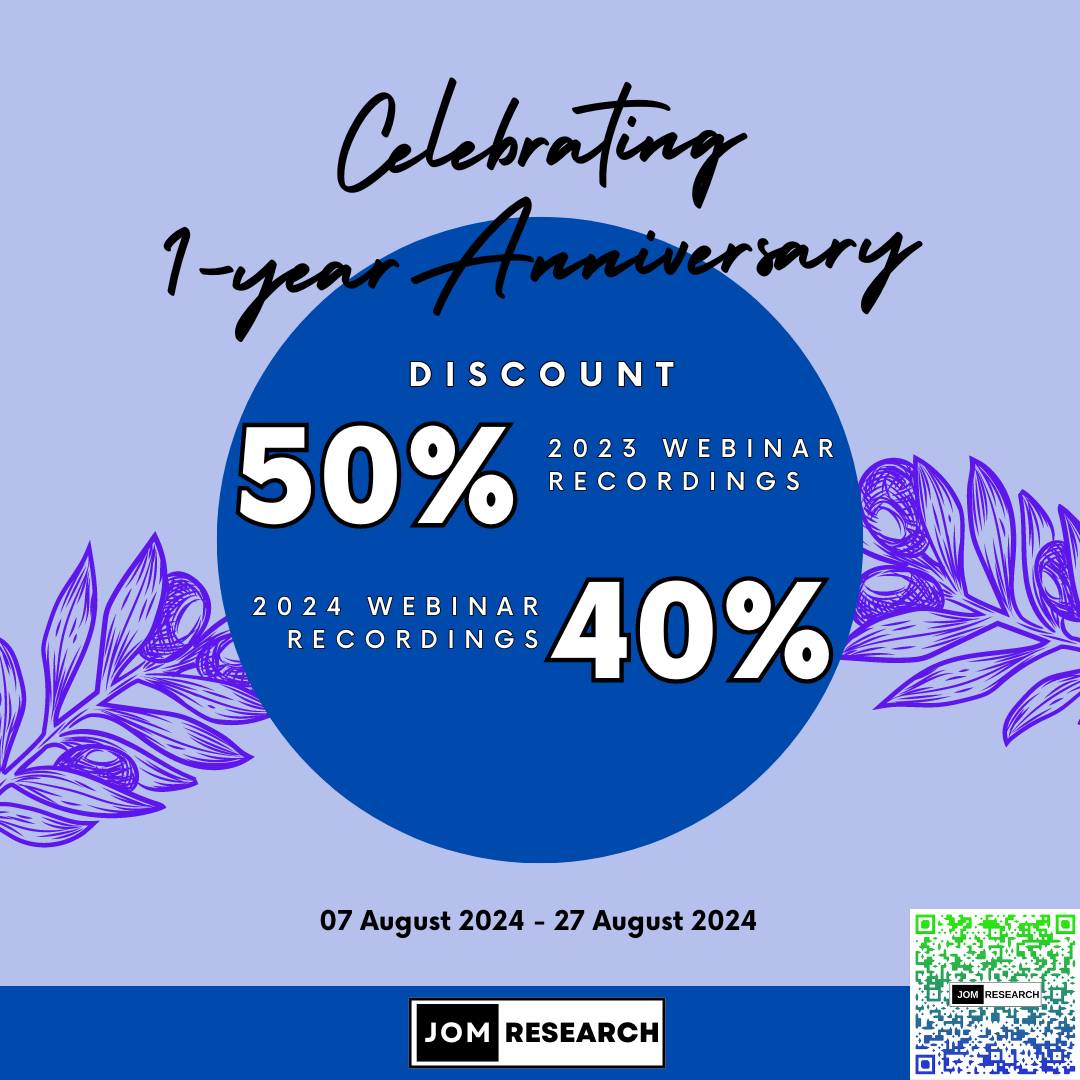 Celebrating
1-year Anniversary
DISCOUNT
50%
2023 WEBINAR
RECORDINGS
2024 WEBINAR
RECORDINGS
40%
07 August 2024 - 27 August 2024
JOM RESEARCH
JOM RESEARCH